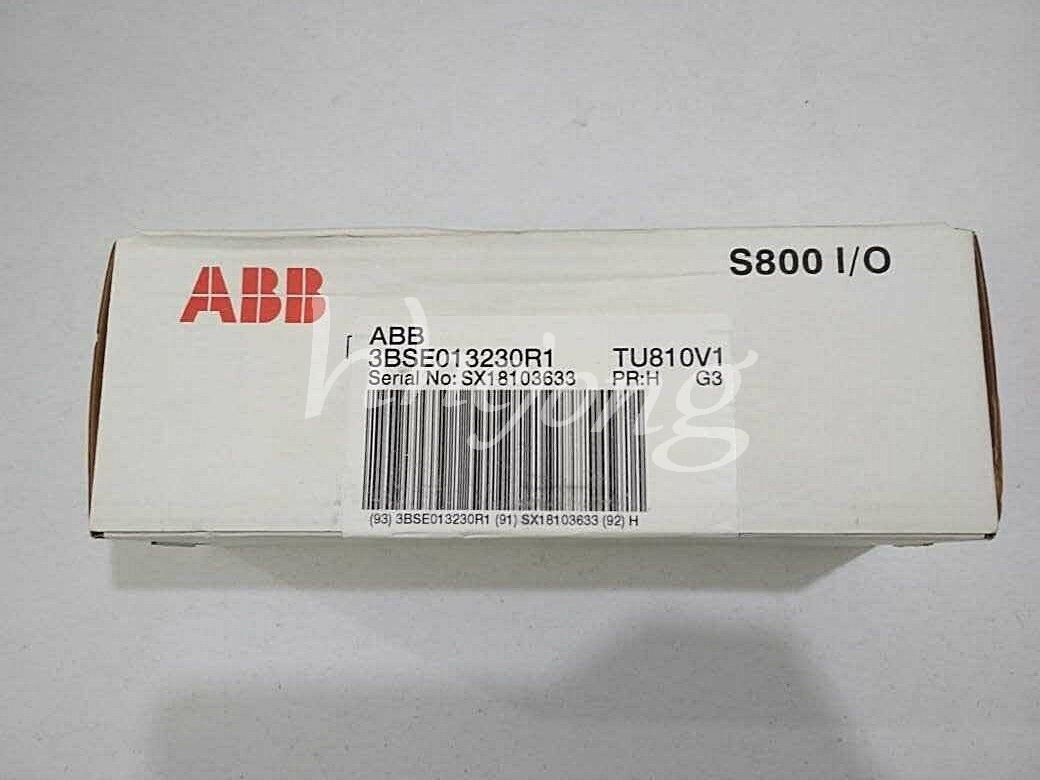 ABB
S800 I/O
ABB
3BSE013230R1 TU810V1
Serial No: SX18103633 PR:H G3
(93) 3BSE013230R1 (91) SX18103633 (92) H